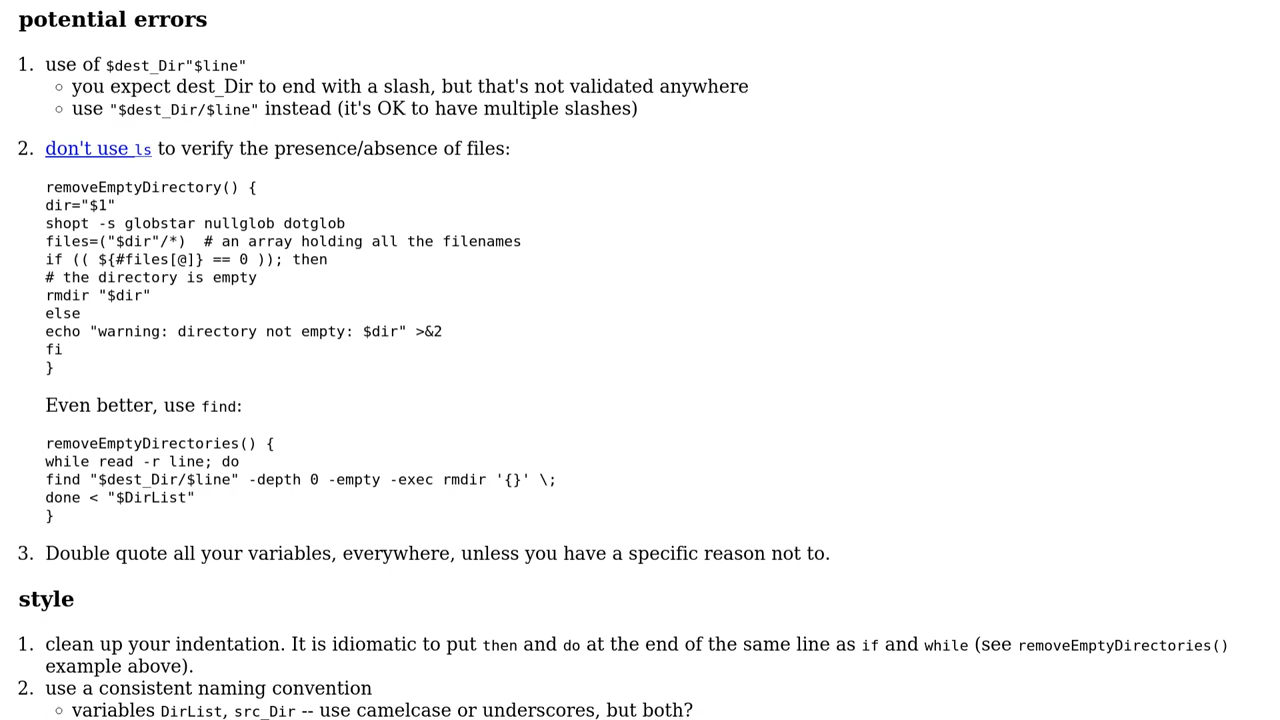 potential errors
1. use of $dest_Dir"$line"
◦ you expect dest_Dir to end with a slash, but that's not validated anywhere
◦ use "$dest_Dir/$line" instead (it's OK to have multiple slashes)
2. don't use ls to verify the presence/absence of files:
removeEmptyDirectory() {
dir="$1"
shopt -s globstar nullglob dotglob
files=("$dir"/*)  # an array holding all the filenames
if (( ${#files[@]} == 0 )); then
# the directory is empty
rmdir "$dir"
else
echo "warning: directory not empty: $dir" >&2
fi
}
Even better, use find:
removeEmptyDirectories() {
while read -r line; do
find "$dest_Dir/$line" -depth 0 -empty -exec rmdir '{}' \;
done < "$DirList"
}
3. Double quote all your variables, everywhere, unless you have a specific reason not to.
style
1. clean up your indentation. It is idiomatic to put then and do at the end of the same line as if and while (see removeEmptyDirectories()
example above).
2. use a consistent naming convention
◦ variables DirList, src_Dir -- use camelcase or underscores, but both?